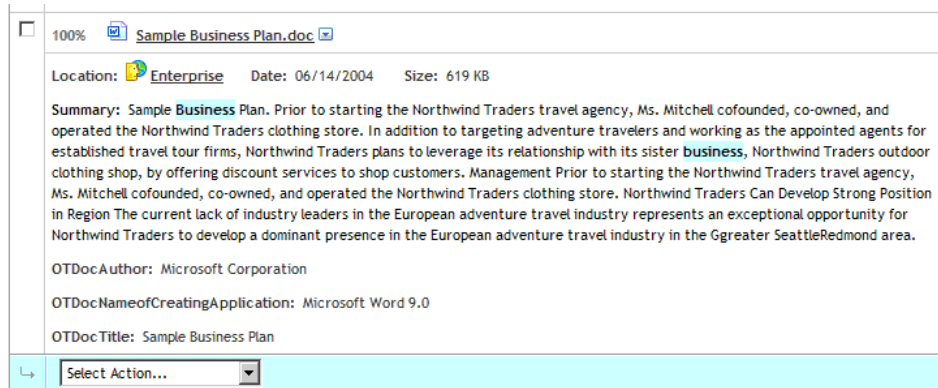 100% Sample Business Plan.doc
Location: Enterprise Date: 06/14/2004 Size: 619 KB
Summary: Sample Business Plan. Prior to starting the Northwind Traders travel agency, Ms. Mitchell cofounded, co-owned, and
operated the Northwind Traders clothing store. In addition to targeting adventure travelers and working as the appointed agents for
established travel tour firms, Northwind Traders plans to leverage its relationship with its sister business, Northwind Traders outdoor
clothing shop, by offering discount services to shop customers. Management Prior to starting the Northwind Traders travel agency,
Ms. Mitchell cofounded, co-owned, and operated the Northwind Traders clothing store. Northwind Traders Can Develop Strong Position
in Region The current lack of industry leaders in the European adventure travel industry represents an exceptional opportunity for
Northwind Traders to develop a dominant presence in the European adventure travel industry in the Ggreater SeattleRedmond area.
OTDocAuthor: Microsoft Corporation
OTDocNameofCreatingApplication: Microsoft Word 9.0
OTDocTitle: Sample Business Plan
Select Action...